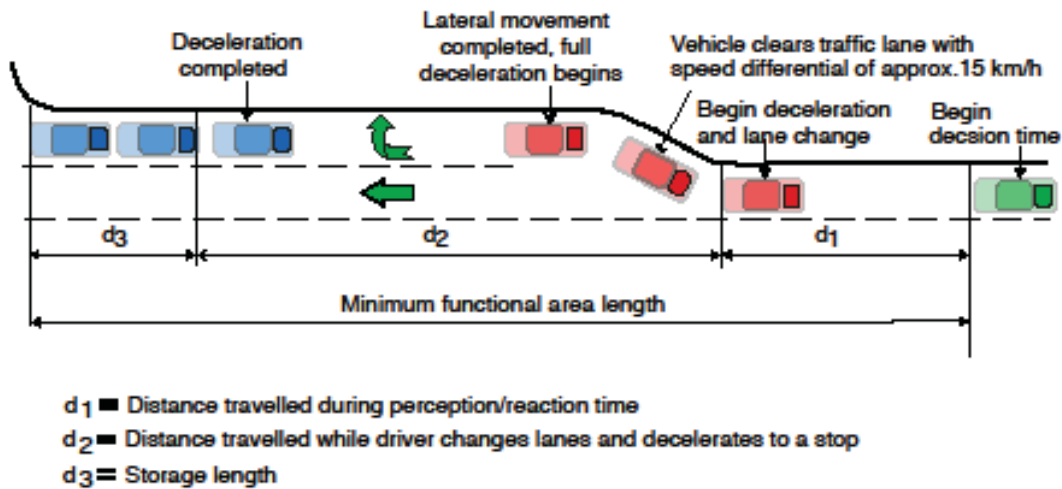 Deceleration
completed
Lateral movement
completed, full
deceleration begins
Vehicle clears traffic lane with
speed differential of approx.15 km/h
Begin deceleration
and lane change
Begin
decsion time
d3
d2
d1
Minimum functional area length
d1 = Distance travelled during perception/reaction time
d2 = Distance travelled while driver changes lanes and decelerates to a stop
d3 = Storage length